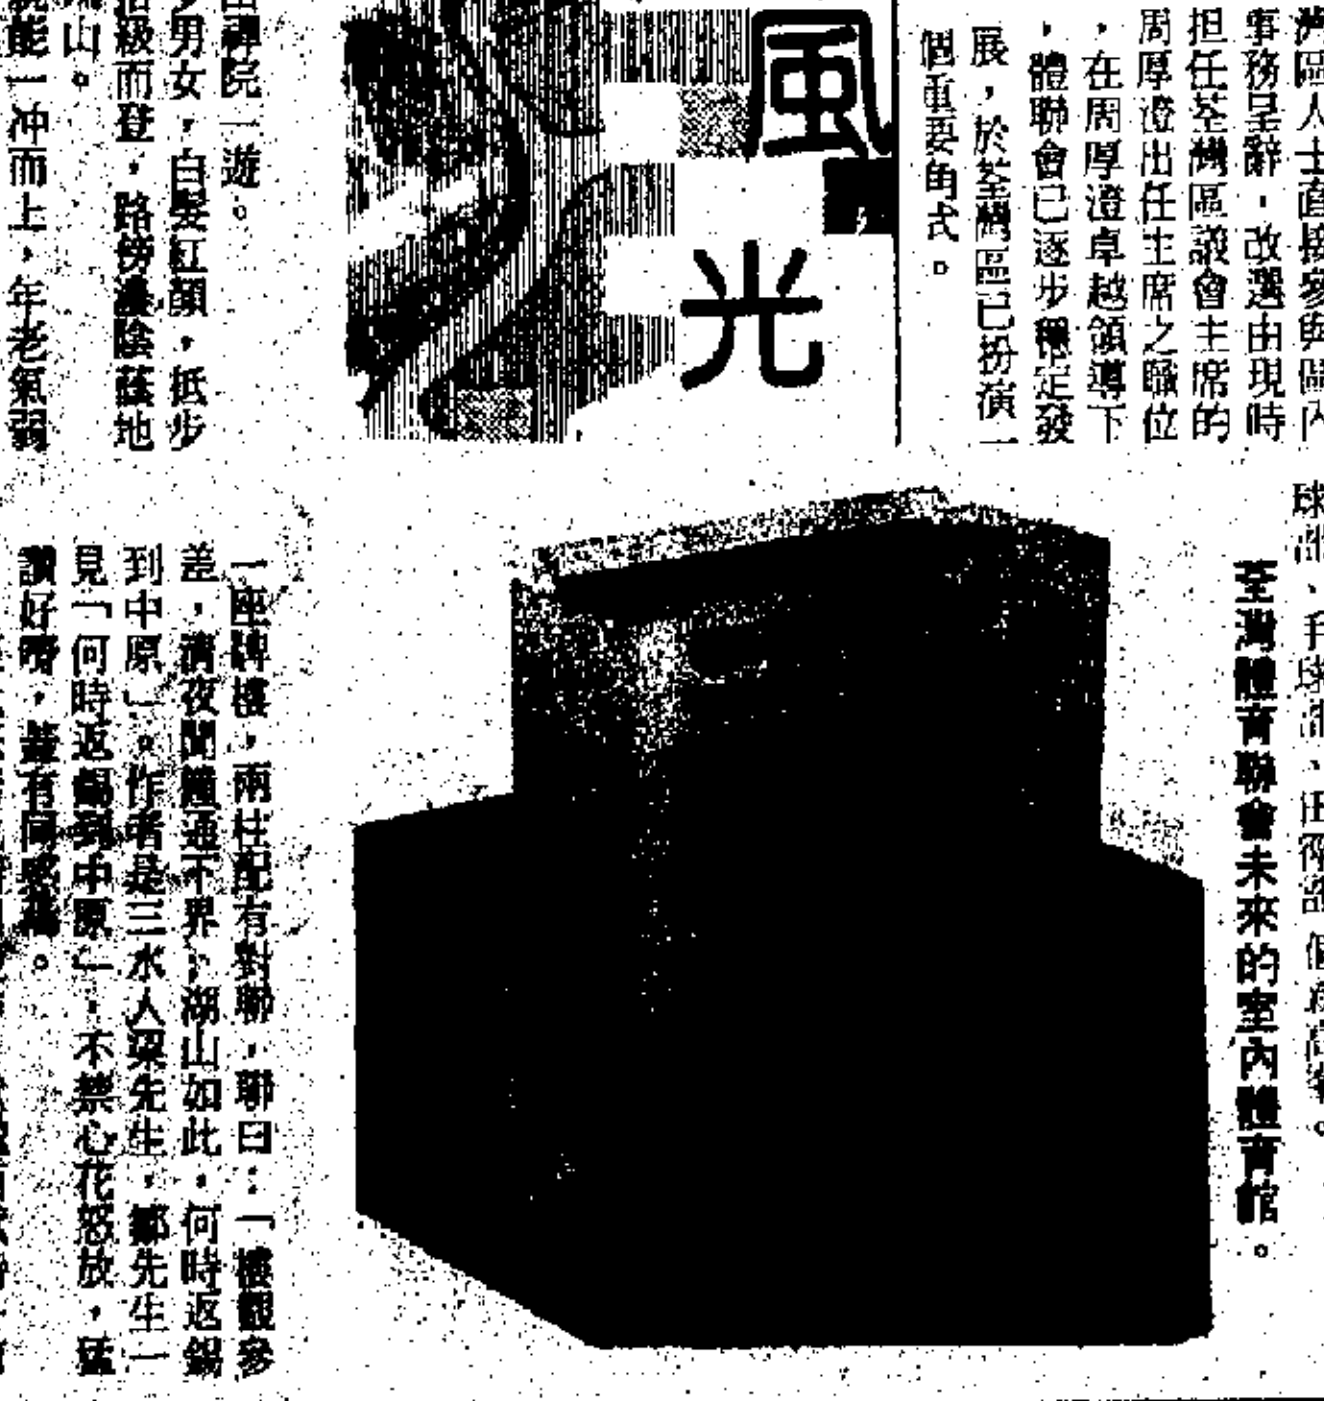 灣區人士直接參與區內
事務呈辭，改選由現時
担任荃灣區議會主席的
周厚澄出任主席之職位
，在周厚澄卓越領導下
，體聯會已逐步穩定發
展，於荃灣區已扮演一
個重要角式。
風光
禪院一遊。
男女，白髮紅顏，抵步
級而登，路傍濃陰蔭地
山。
能一冲而上，年老氣弱
荃灣體育聯會未來的室內體育館。
一座牌樓，兩柱配有對聯，聯曰：「樓觀參
差，清夜聞鐘通下界，湖山如此，何時返錫
到中原」。作者是三水人梁先生，鄒先生一
見「何時返錫到中原」，不禁心花怒放，猛
讚好嘢，蓋有同感焉。